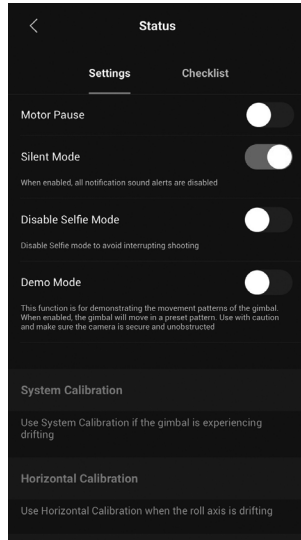 Status
Settings Checklist
Motor Pause
Silent Mode
When enabled, all notification sound alerts are disabled
Disable Selfie Mode
Disable Selfie mode to avoid interrupting shooting
Demo Mode
This function is for demonstrating the movement patterns of the gimbal.
When enabled, the gimbal will move in a preset pattern. Use with caution
and make sure the camera is secure and unobstructed
System Calibration
Use System Calibration if the gimbal is experiencing
drifting
Horizontal Calibration
Use Horizontal Calibration when the roll axis is drifting